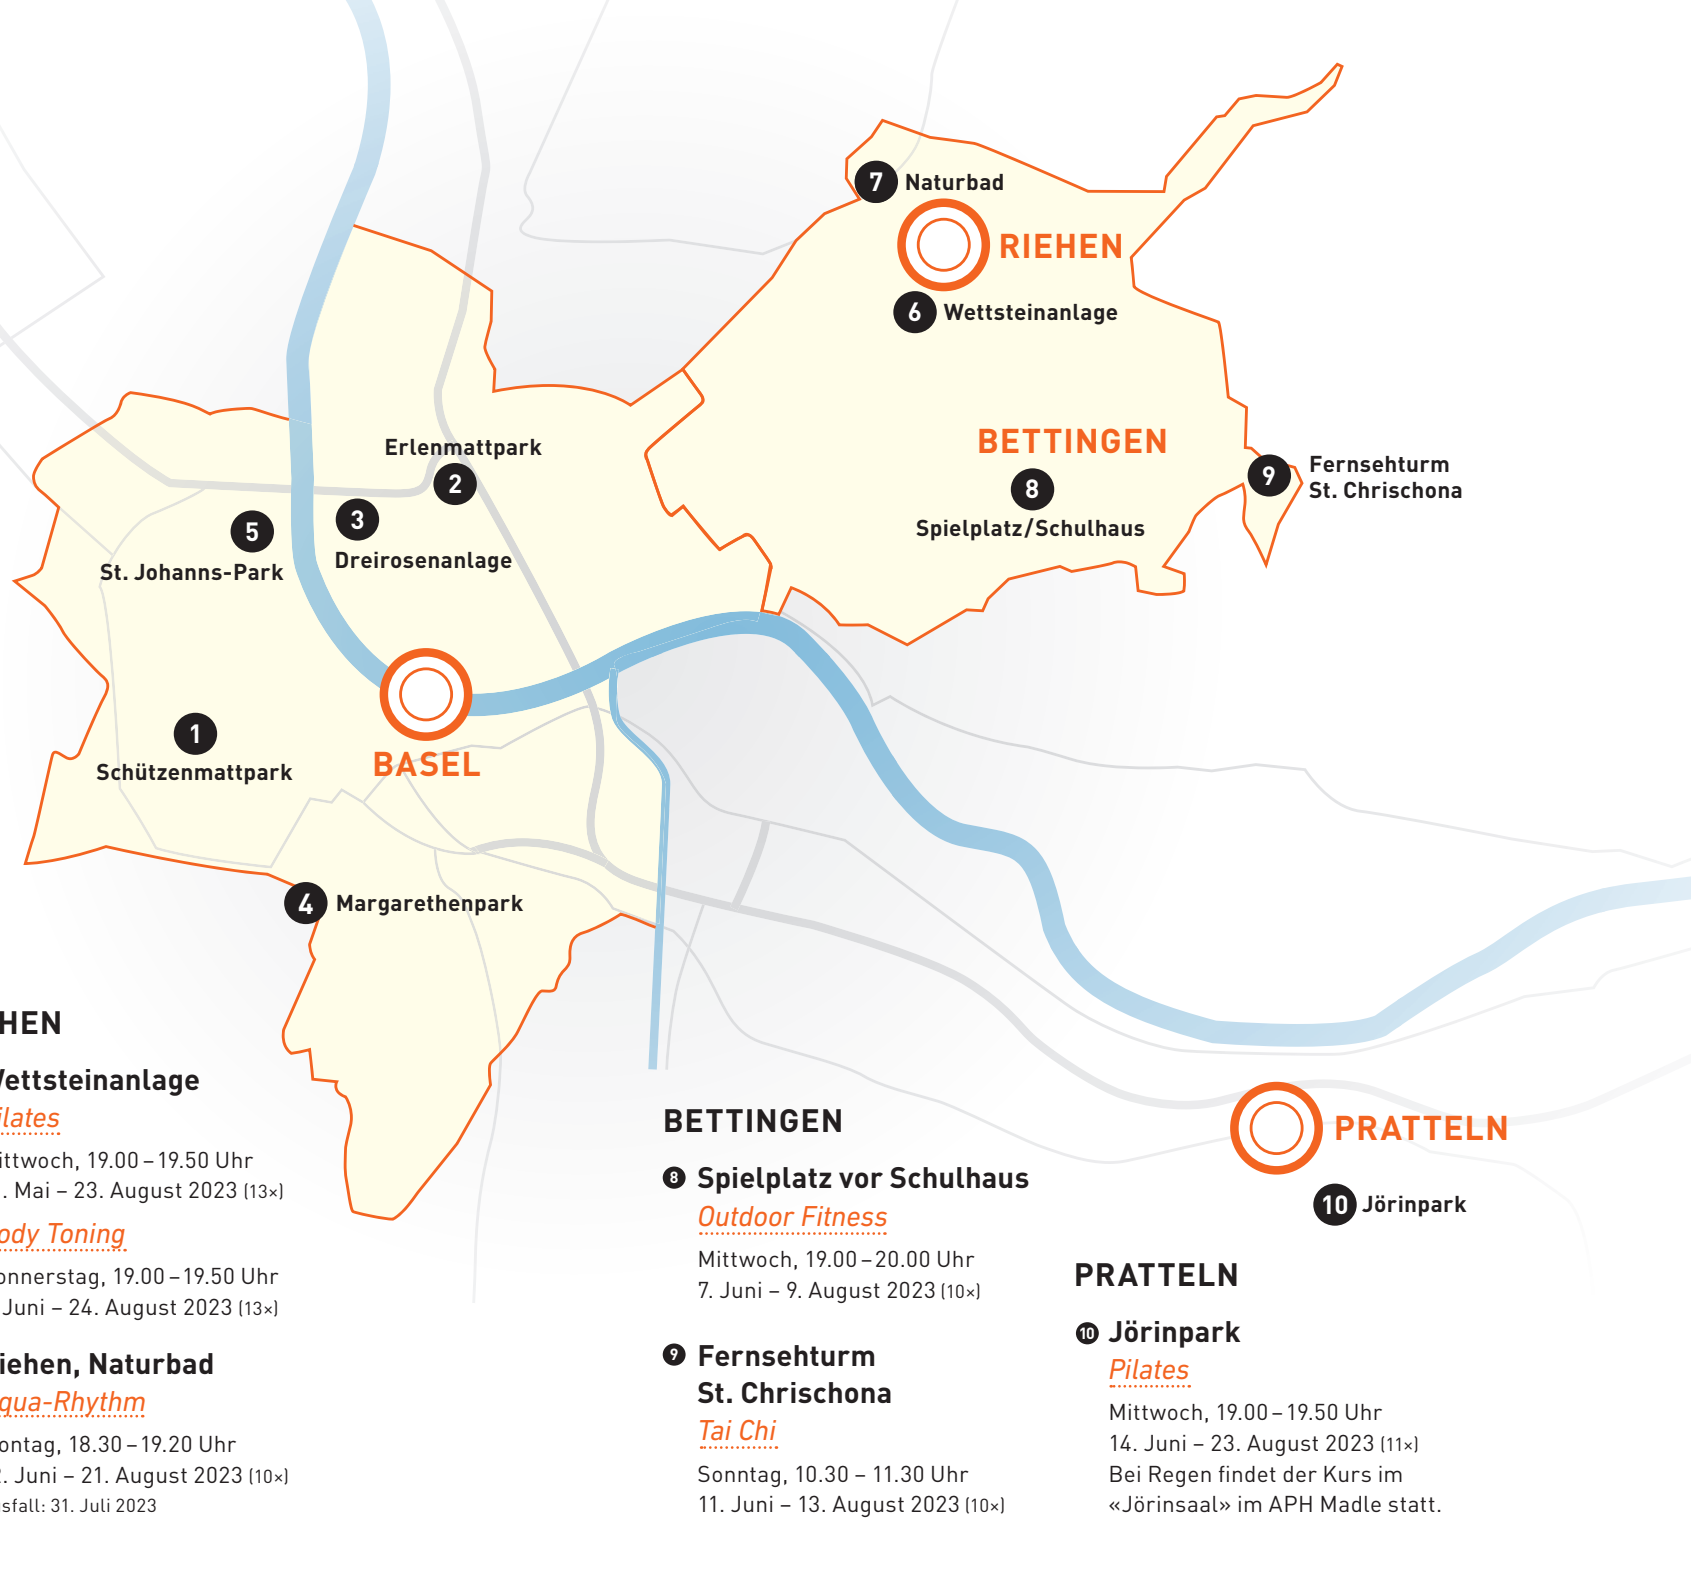 7 Naturbad
RIEHEN
6 Wettsteinanlage
Erlenmattpark
2
BETTINGEN
8
Spielplatz/Schulhaus
9 Fernsehturm
St. Chrischona
3
Dreirosenanlage
5
St. Johanns-Park
1
Schützenmattpark
BASEL
4 Margarethenpark
PRATTELN
10 Jörinpark
HEN
ettsteinanlage
ilates
ittwoch, 19.00 – 19.50 Uhr
. Mai – 23. August 2023 (13×)
ody Toning
onnerstag, 19.00 – 19.50 Uhr
Juni – 24. August 2023 (13×)
iehen, Naturbad
qua-Rhythm
ontag, 18.30 – 19.20 Uhr
. Juni – 21. August 2023 (10×)
sfall: 31. Juli 2023
BETTINGEN
8 Spielplatz vor Schulhaus
Outdoor Fitness
Mittwoch, 19.00 – 20.00 Uhr
7. Juni – 9. August 2023 (10×)
9 Fernsehturm
St. Chrischona
Tai Chi
Sonntag, 10.30 – 11.30 Uhr
11. Juni – 13. August 2023 (10×)
PRATTELN
10 Jörinpark
Pilates
Mittwoch, 19.00 – 19.50 Uhr
14. Juni – 23. August 2023 (11×)
Bei Regen findet der Kurs im
«Jörinsaal» im APH Madle statt.